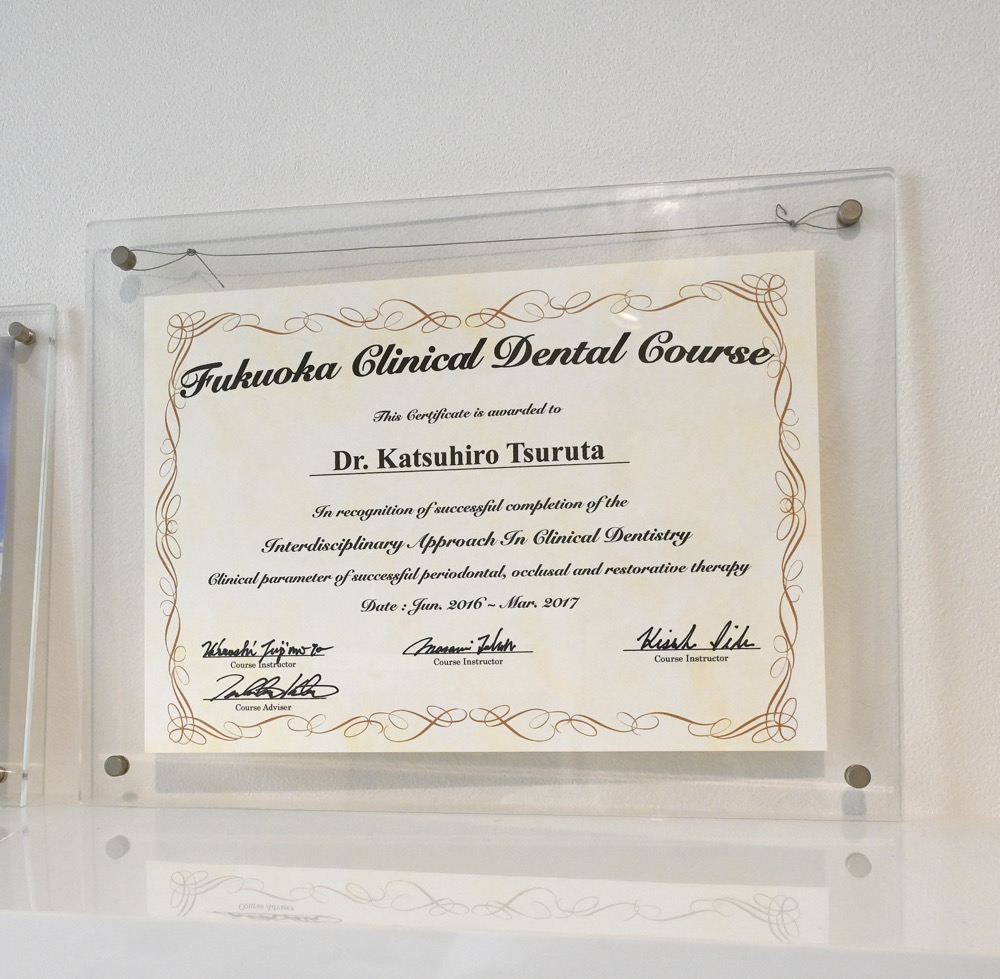 Fukuoka Clinical Dental Course
This Certificate is awarded to
Dr. Katsuhiro Tsuruta
In recognition of successful completion of the
Interdisciplinary Approach In Clinical Dentistry
Clinical parameter of successful periodontal, occlusal and restorative therapy
Date : Jun. 2016 ~ Mar. 2017
Course Instructor
Course Instructor
Course Instructor
Course Adviser